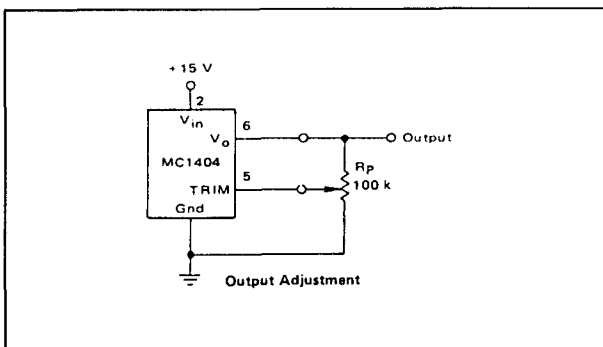 + 15 V
2
Vin
6
Vo
Output
MC1404
RP
100 k
5
TRIM
Gnd
Output Adjustment